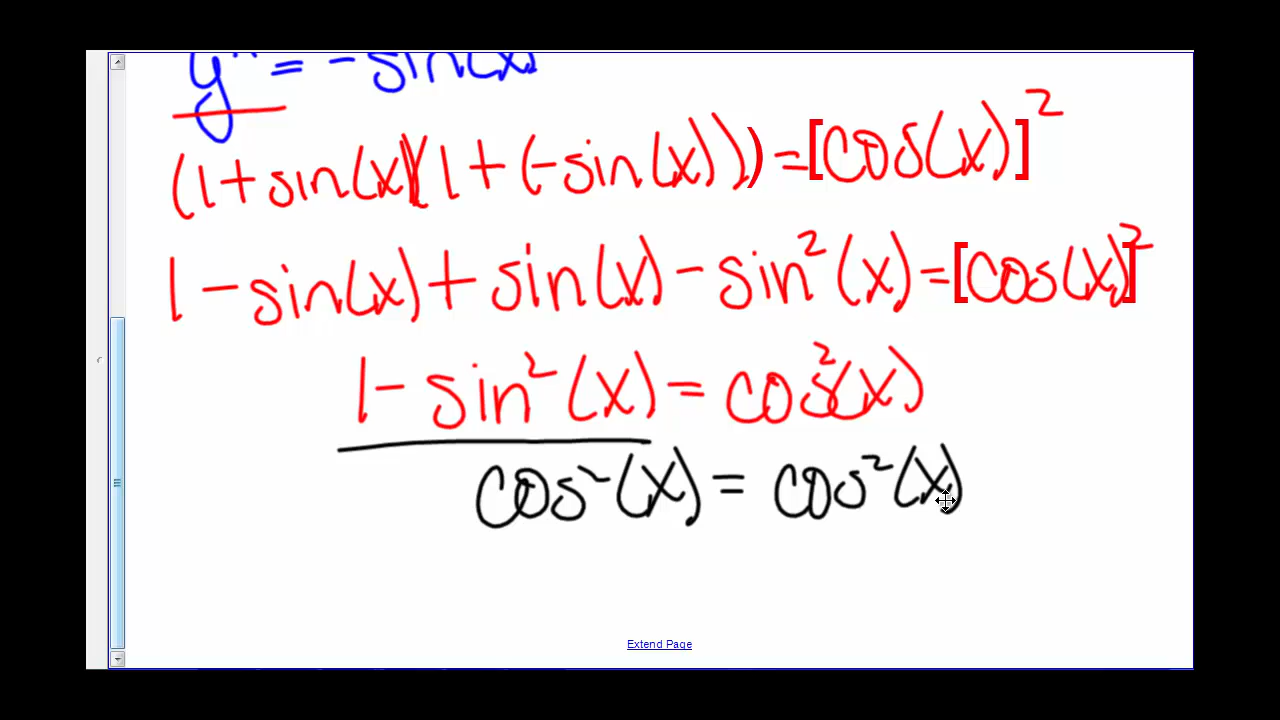 y'' = -sin(x)
(1+sin(x)(1+(-sin(x))) = [cos(x)]²
1-sin(x)+sin(x)-sin²(x)=[cos(x)]²
1-sin²(x) = cos²(x)
cos²(x) = cos²(x)
Extend Page